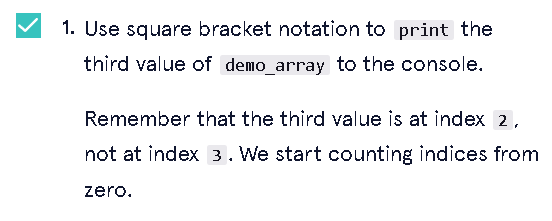 1. Use square bracket notation to print the
third value of demo_array to the console.
Remember that the third value is at index 2,
not at index 3. We start counting indices from
zero.